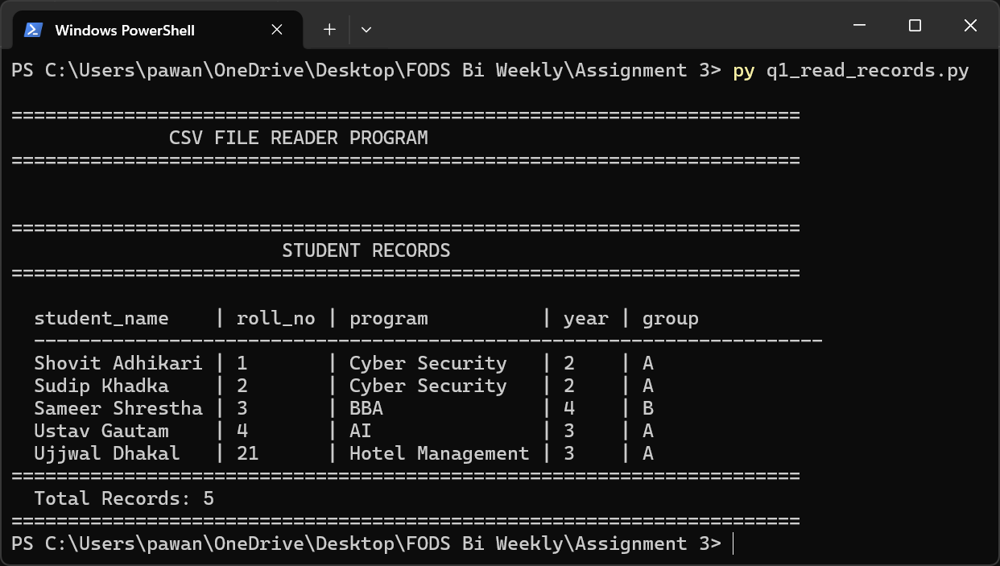 Windows PowerShell
PS C:\Users\pawan\OneDrive\Desktop\FODS Bi Weekly\Assignment 3> py q1_read_records.py
======================================================================
              CSV FILE READER PROGRAM
======================================================================
======================================================================
                        STUDENT RECORDS
======================================================================
  student_name    | roll_no | program          | year | group
  ----------------------------------------------------------------------
  Shovit Adhikari | 1       | Cyber Security   | 2    | A
  Sudip Khadka    | 2       | Cyber Security   | 2    | A
  Sameer Shrestha | 3       | BBA              | 4    | B
  Ustav Gautam    | 4       | AI               | 3    | A
  Ujjwal Dhakal   | 21      | Hotel Management | 3    | A
======================================================================
  Total Records: 5
======================================================================
PS C:\Users\pawan\OneDrive\Desktop\FODS Bi Weekly\Assignment 3>